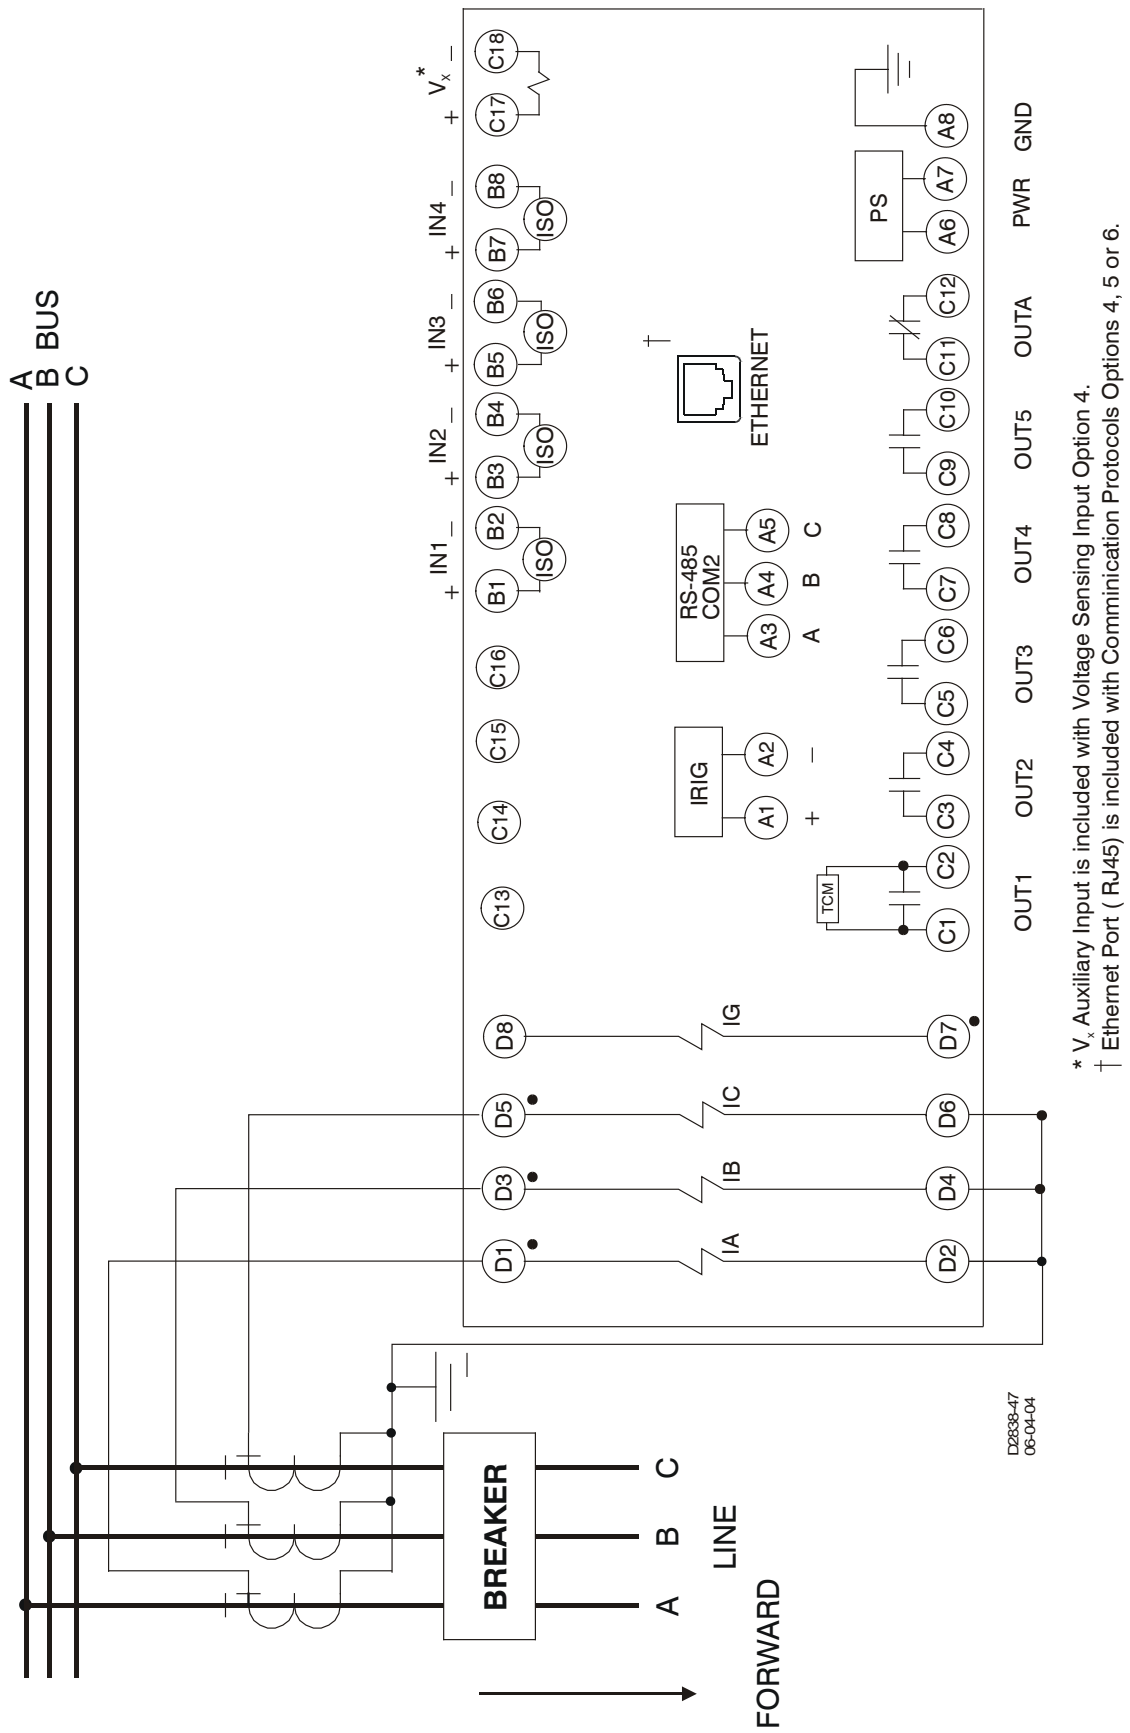 A
B BUS
C
+ IN1 −
+ IN2 −
+ IN3 −
+ IN4 −
+ Vx* −
D1
D3
D5
D8
C13
C14
C15
C16
B1
B2
B3
B4
B5
B6
B7
B8
C17
C18
ISO
ISO
ISO
ISO
†
IRIG
A1
A2
+ −
RS-485
COM2
A3
A4
A5
A B C
ETHERNET
IA
IB
IC
IG
TCM
PS
D2
D4
D6
D7
C1
C2
C3
C4
C5
C6
C7
C8
C9
C10
C11
C12
A6
A7
A8
OUT1
OUT2
OUT3
OUT4
OUT5
OUTA
PWR
GND
BREAKER
A B C
LINE
FORWARD
D2838-47
06-04-04
* Vx Auxiliary Input is included with Voltage Sensing Input Option 4.
† Ethernet Port ( RJ45) is included with Comminication Protocols Options 4, 5 or 6.